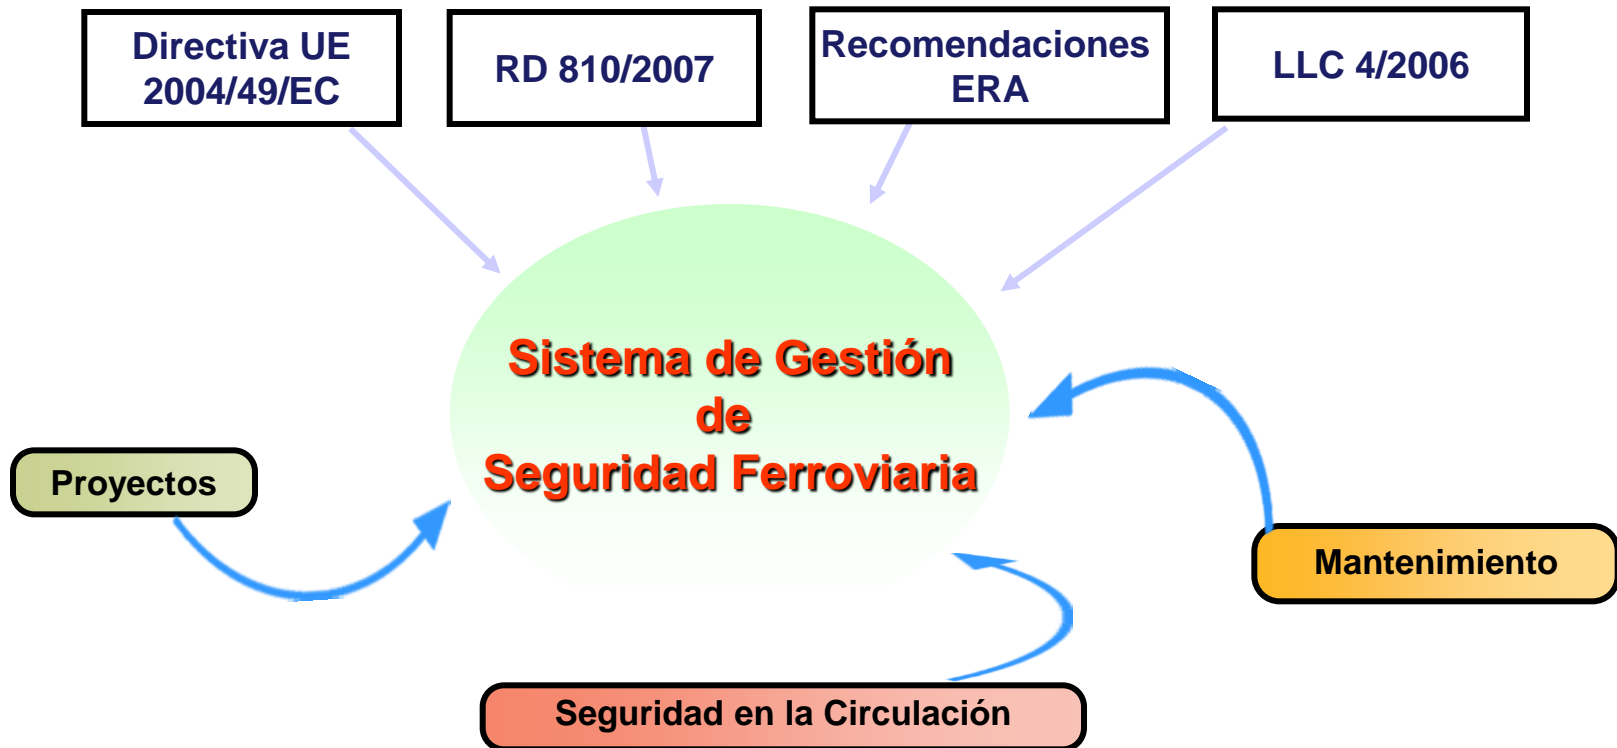 Directiva UE
2004/49/EC
RD 810/2007
Recomendaciones
ERA
LLC 4/2006
Sistema de Gestión
de
Seguridad Ferroviaria
Proyectos
Mantenimiento
Seguridad en la Circulación